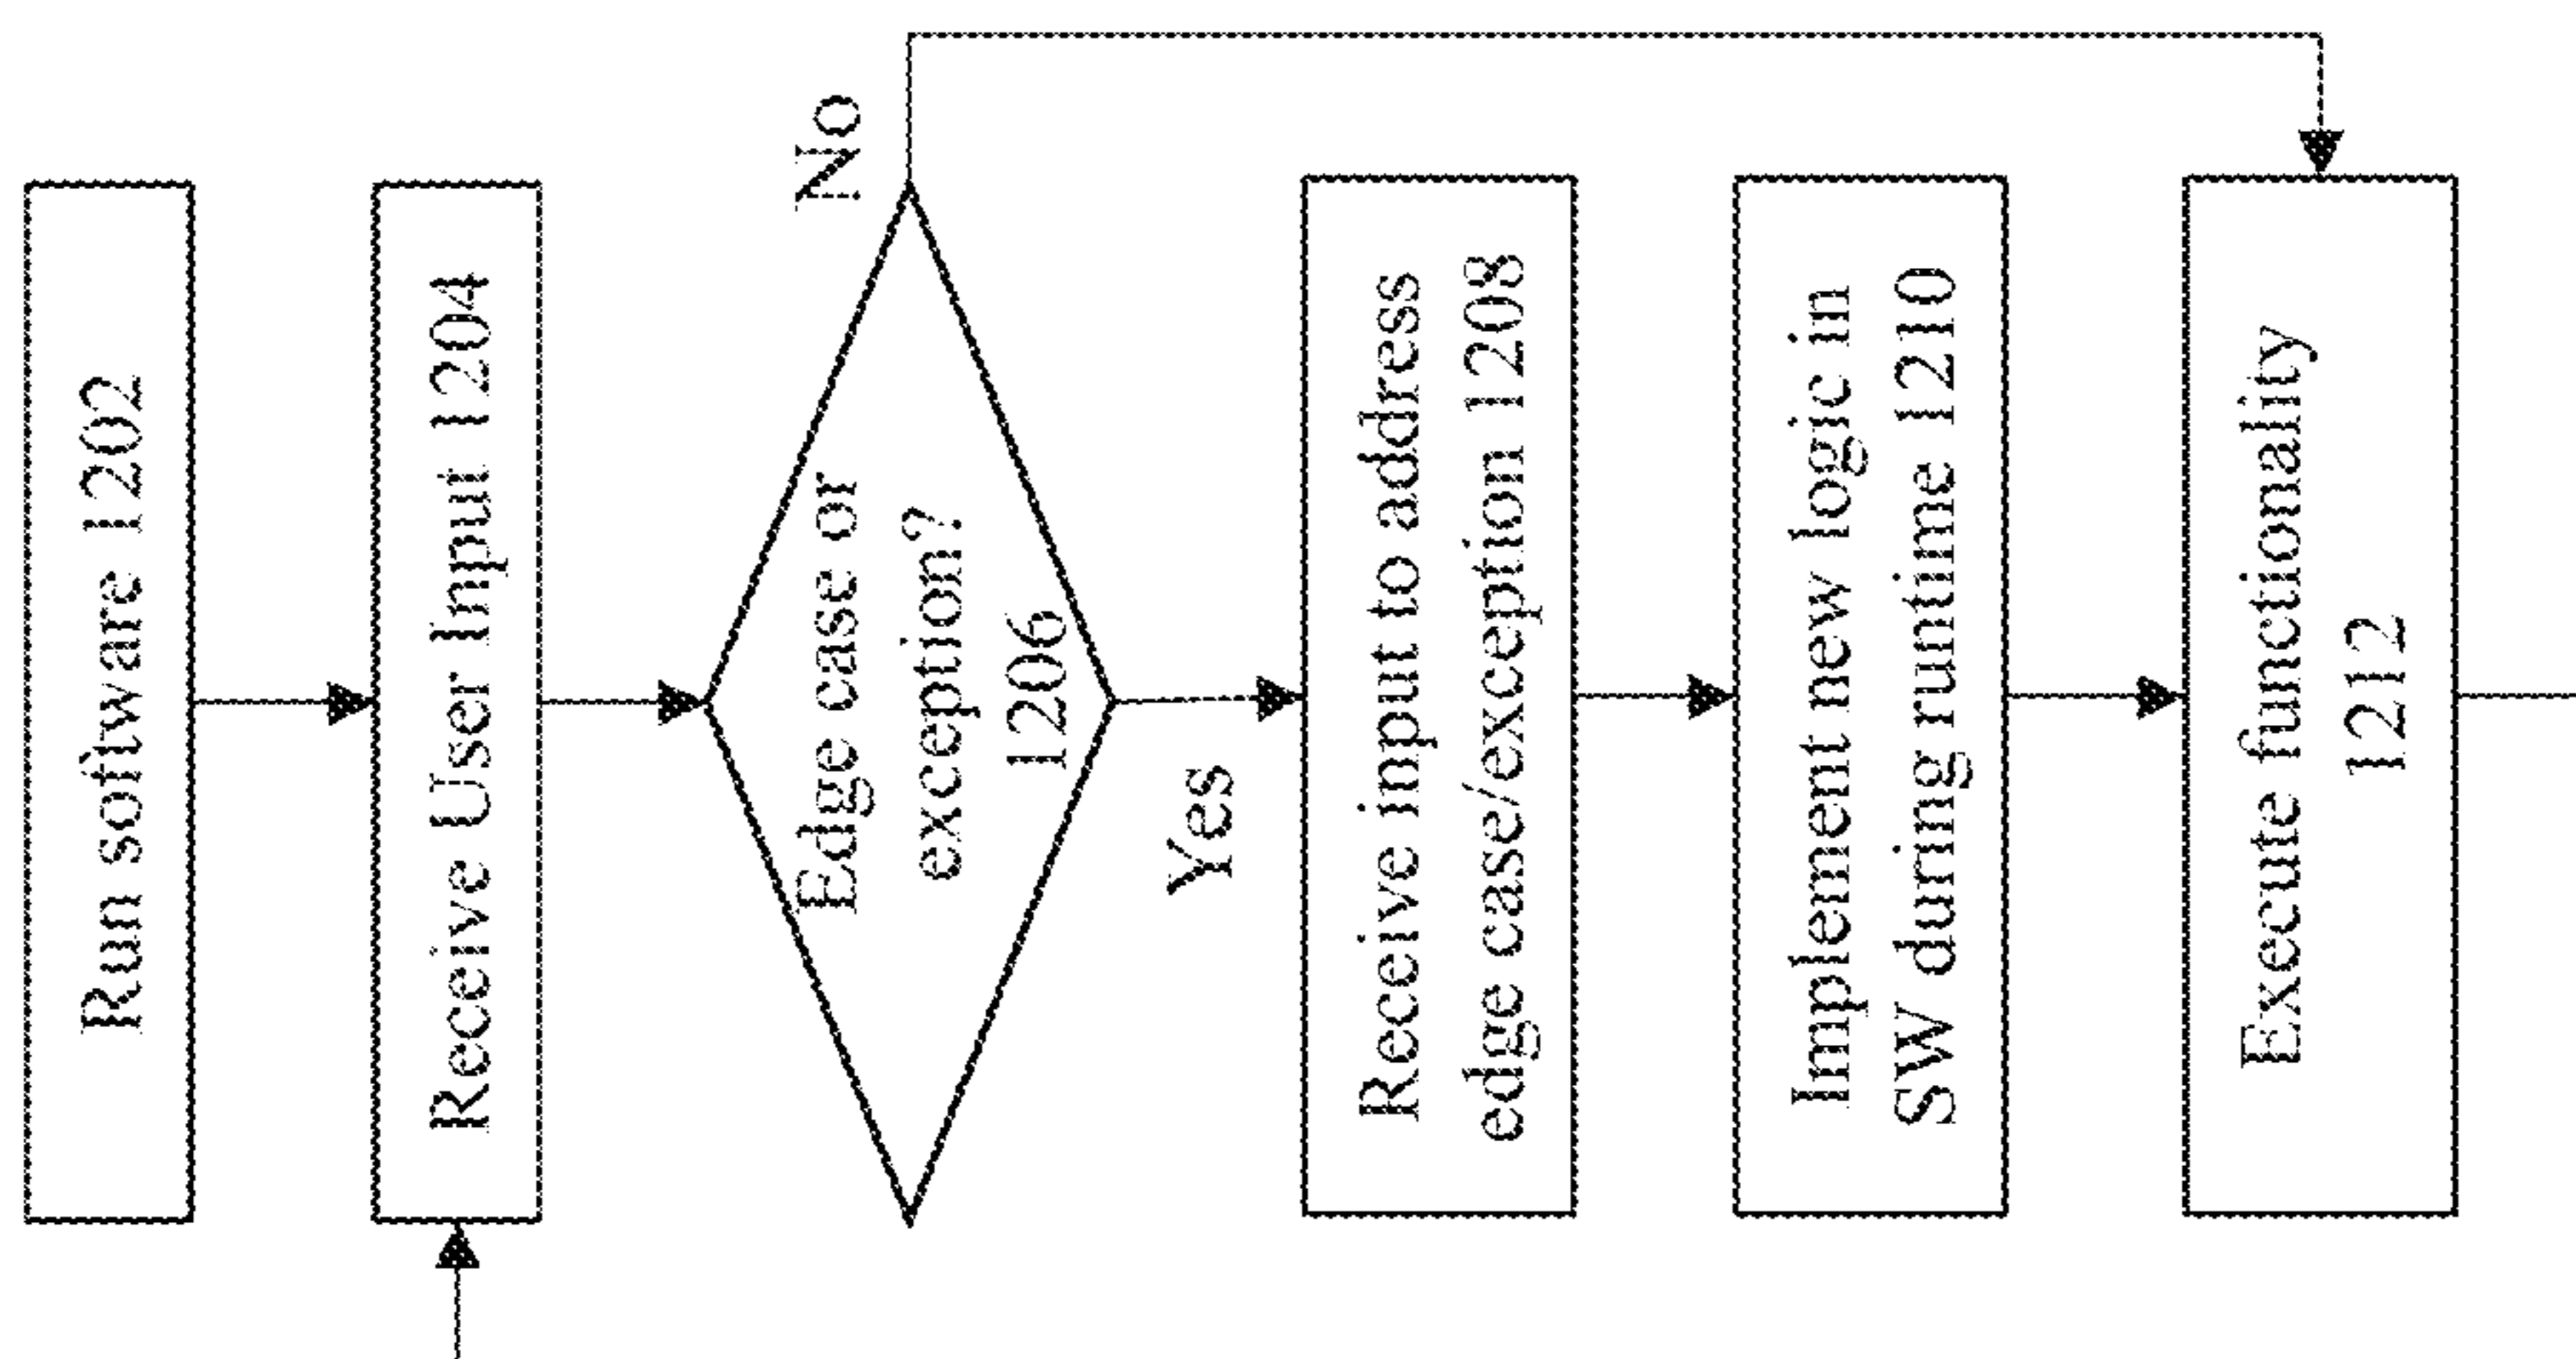 Run software 1202
Receive User Input 1204
Edge case or
exception?
1206
No
Yes
Receive input to address
edge case/exception 1208
Implement new logic in
SW during runtime 1210
Execute functionality
1212